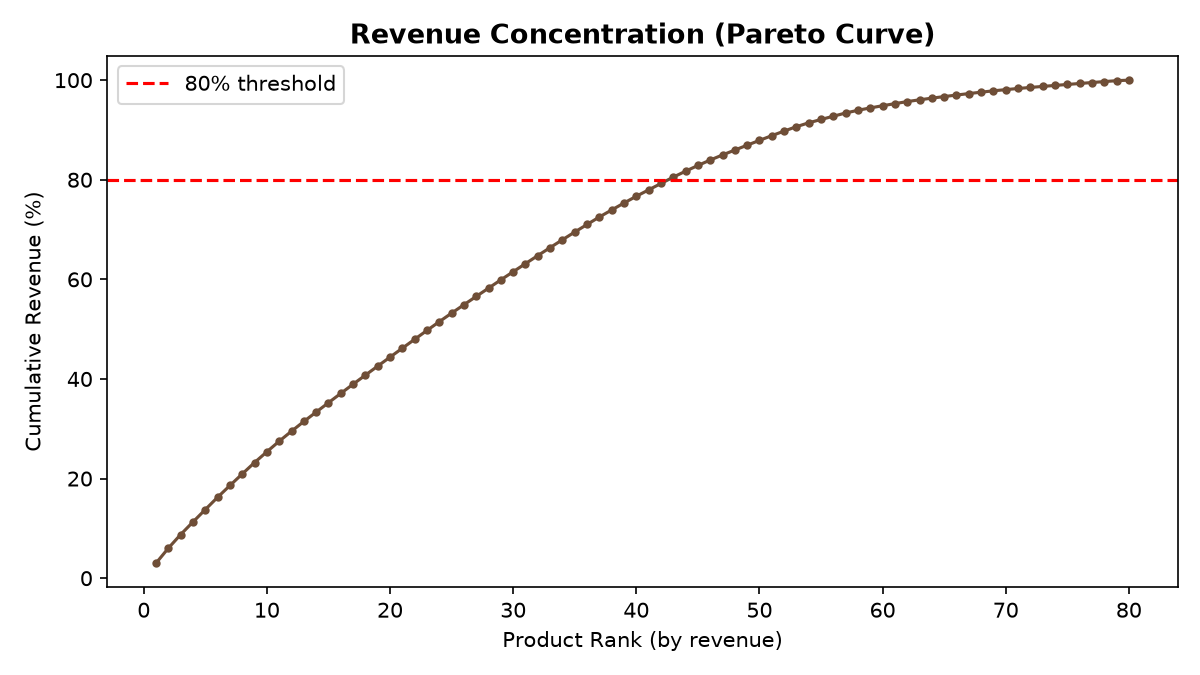 Revenue Concentration (Pareto Curve)
80% threshold
Cumulative Revenue (%)
100
80
60
40
20
0
0 10 20 30 40 50 60 70 80
Product Rank (by revenue)